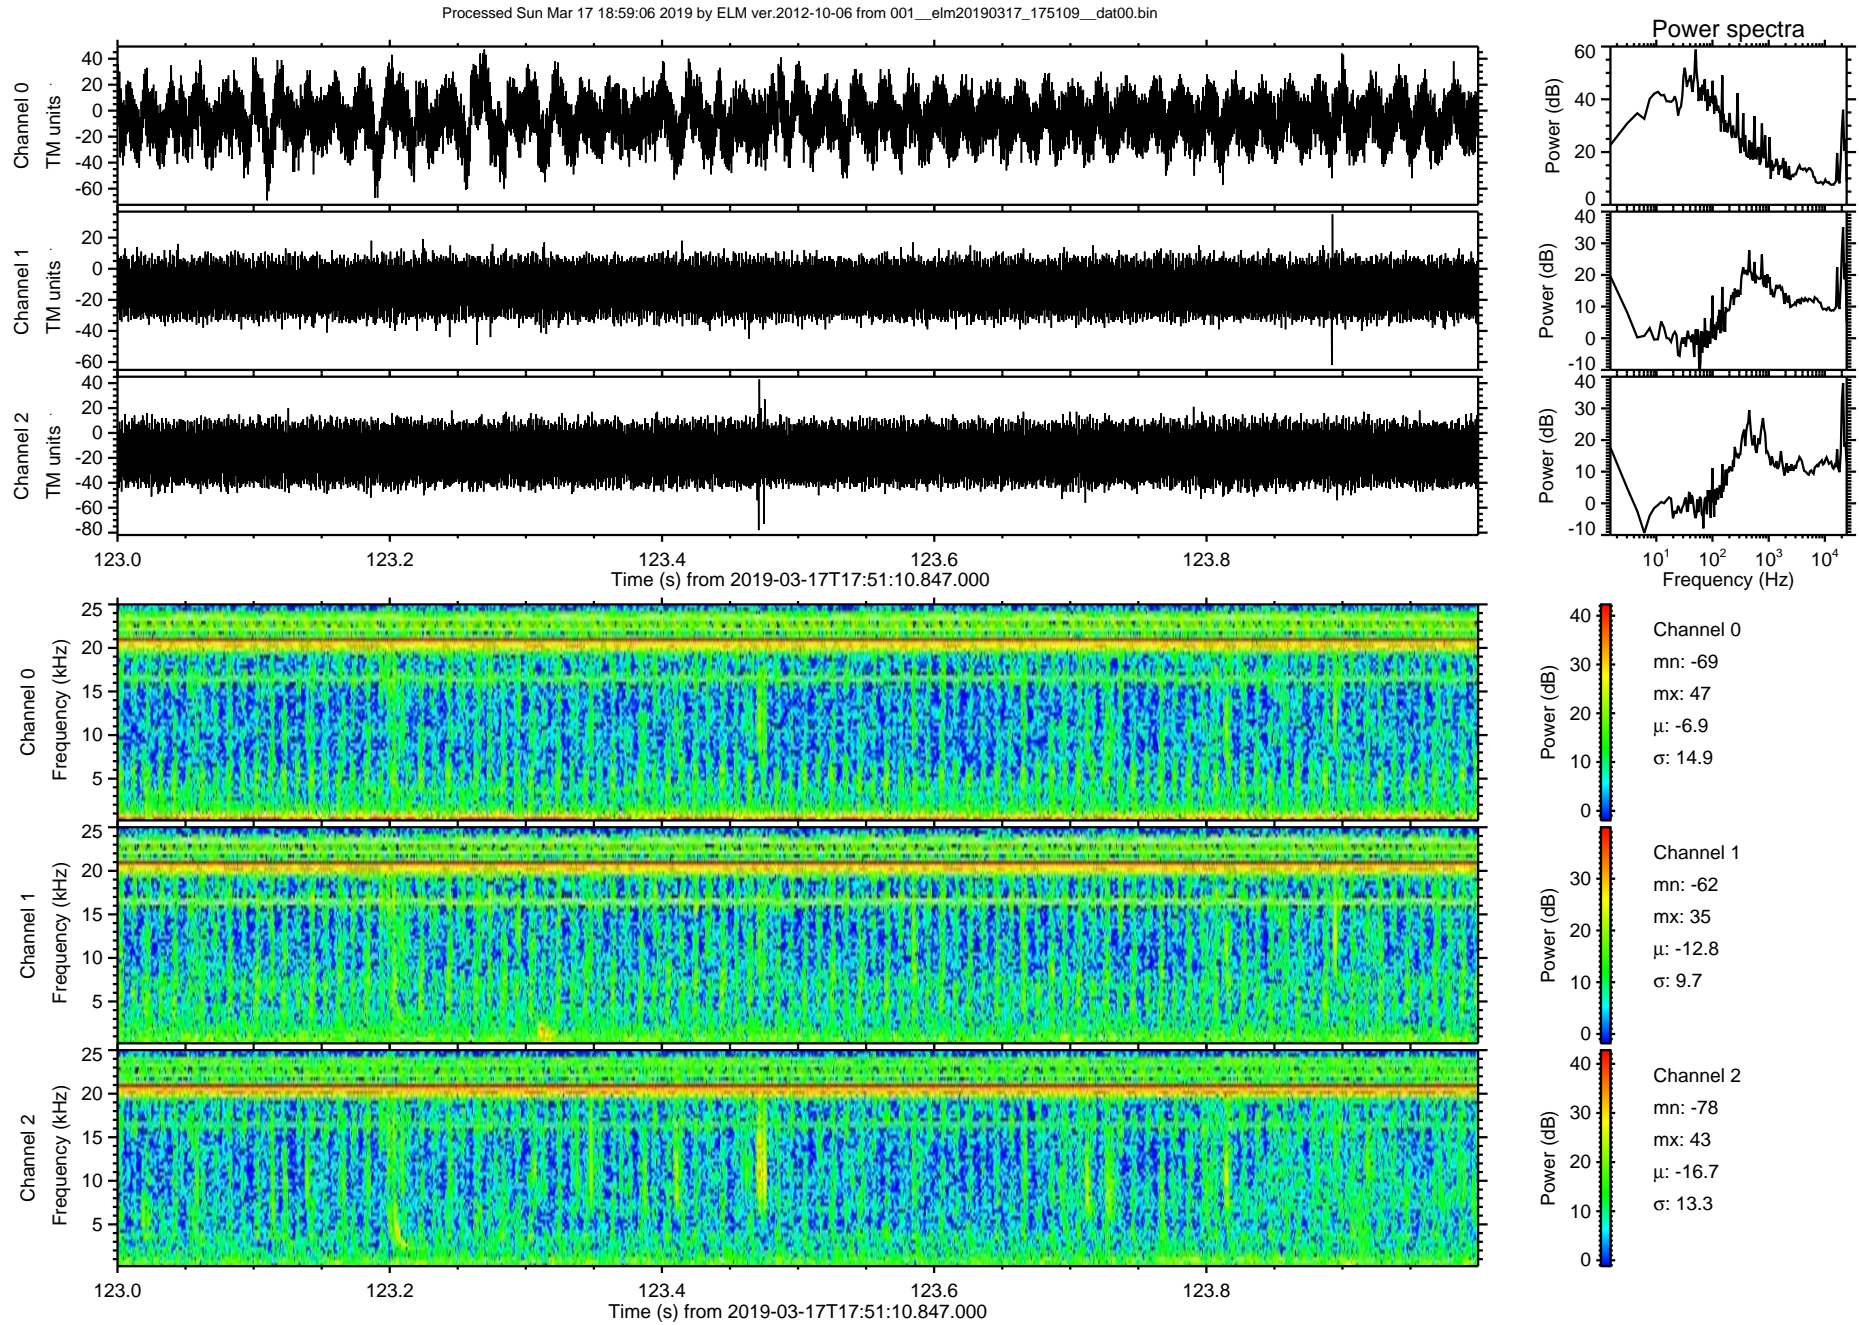 Processed Sun Mar 17 18:59:06 2019 by ELM ver.2012-10-06 from 001__elm20190317_175109__dat00.bin
Power spectra
Channel 0
TM units
40
20
0
-20
-40
-60
Power (dB)
60
40
20
0
Channel 1
TM units
20
0
-20
-40
-60
Power (dB)
40
30
20
10
0
-10
Channel 2
TM units
40
20
0
-20
-40
-60
-80
Power (dB)
40
30
20
10
0
-10
123.0 123.2 123.4 123.6 123.8
Time (s) from 2019-03-17T17:51:10.847.000
10^1 10^2 10^3 10^4
Frequency (Hz)
Channel 0
Frequency (kHz)
25
20
15
10
5
Power (dB)
40
30
20
10
0
Channel 0
mn: -69
mx: 47
μ: -6.9
σ: 14.9
Channel 1
Frequency (kHz)
25
20
15
10
5
Power (dB)
30
20
10
0
Channel 1
mn: -62
mx: 35
μ: -12.8
σ: 9.7
Channel 2
Frequency (kHz)
25
20
15
10
5
Power (dB)
40
30
20
10
0
Channel 2
mn: -78
mx: 43
μ: -16.7
σ: 13.3
123.0 123.2 123.4 123.6 123.8
Time (s) from 2019-03-17T17:51:10.847.000